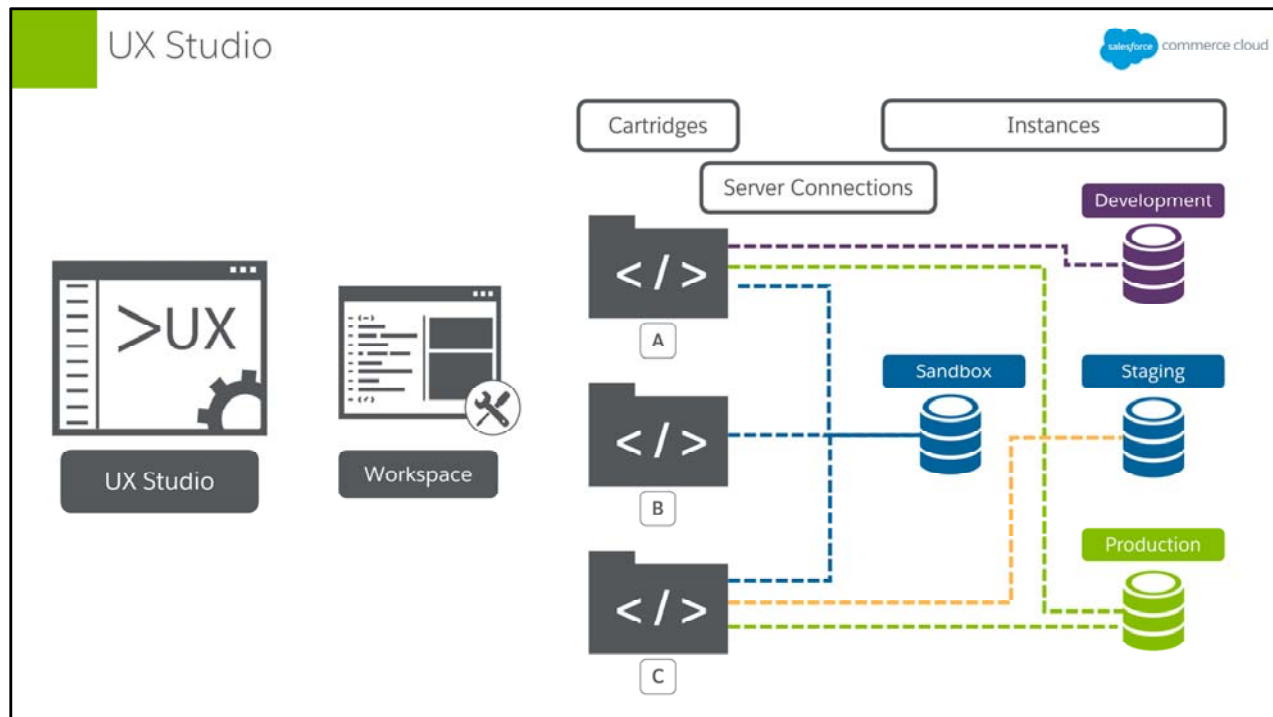 UX Studio
salesforce commerce cloud
Cartridges
Instances
Server Connections
Development
</>
A
>UX
Sandbox
Staging
</>
UX Studio
Workspace
B
Production
</>
C